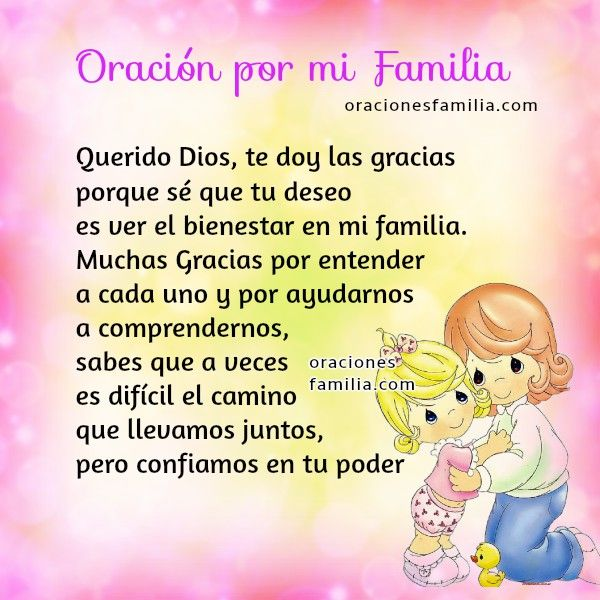 Oración por mi Familia
oracionesfamilia.com
Querido Dios, te doy las gracias
porque sé que tu deseo
es ver el bienestar en mi familia.
Muchas Gracias por entender
a cada uno y por ayudarnos
a comprendernos,
sabes que a veces
es difícil el camino
que llevamos juntos,
pero confiamos en tu poder
oraciones
familia.com